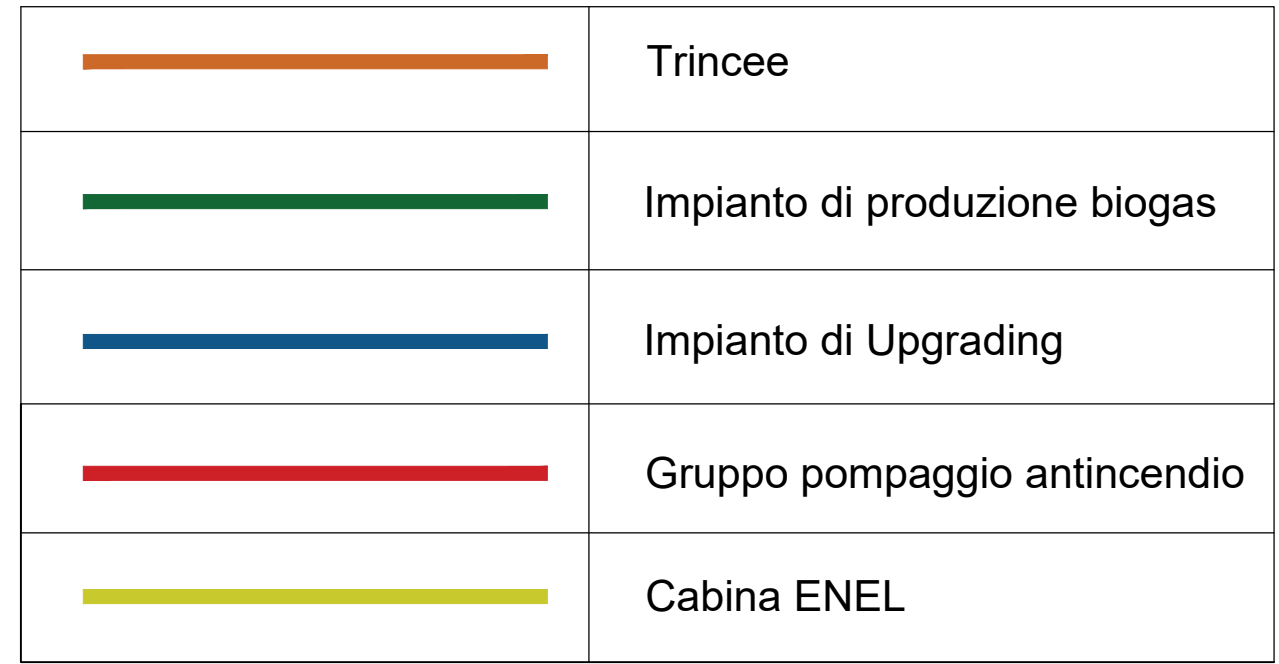 Trincee
Impianto di produzione biogas
Impianto di Upgrading
Gruppo pompaggio antincendio
Cabina ENEL